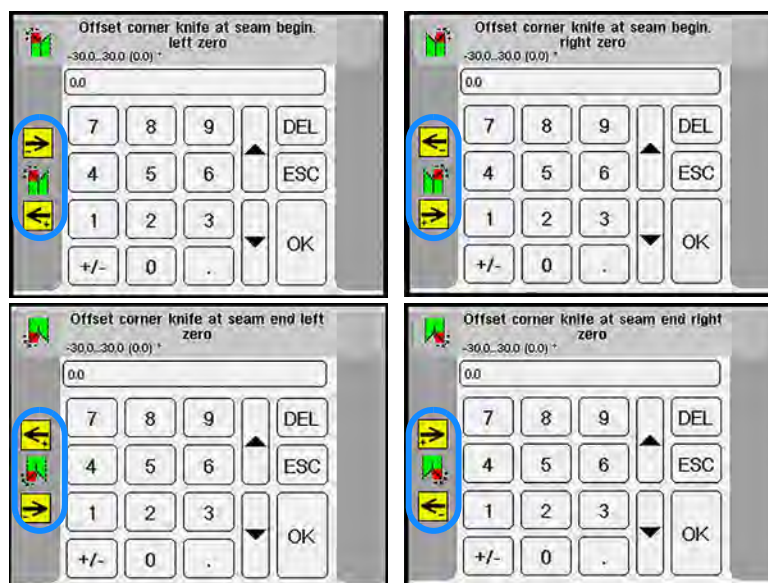 Offset corner knife at seam begin.
left zero
-30.0..30.0 (0.0) °
0.0
7 8 9 DEL
4 5 6 ESC
1 2 3
OK
+/- 0 .
-
+
Offset corner knife at seam begin.
right zero
-30.0..30.0 (0.0) °
0.0
7 8 9 DEL
4 5 6 ESC
1 2 3
OK
+/- 0 .
-
+
Offset corner knife at seam end left
zero
-30.0..30.0 (0.0) °
0.0
7 8 9 DEL
4 5 6 ESC
1 2 3
OK
+/- 0 .
+
-
Offset corner knife at seam end right
zero
-30.0..30.0 (0.0) °
0.0
7 8 9 DEL
4 5 6 ESC
1 2 3
OK
+/- 0 .
+
-